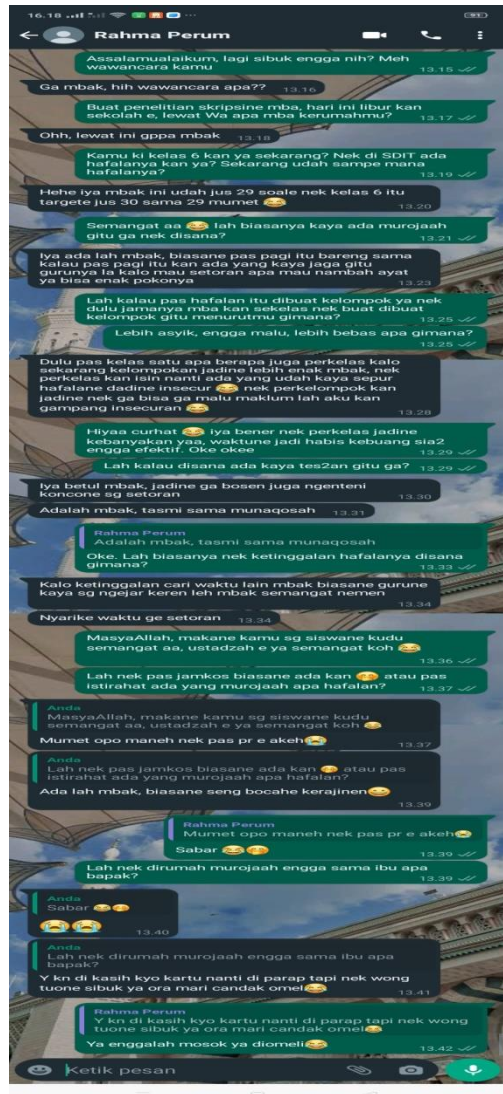 16.18
Rahma Perum
Assalamualaikum, lagi sibuk engga nih? Meh
wawancara kamu
13.15
Ga mbak, hih wawancara apa??
13.16
Buat penelitian skripsine mba, hari ini libur kan
sekolah e, lewat Wa apa mba kerumahmu?
13.17
Ohh, lewat ini gppa mbak
13.18
Kamu ki kelas 6 kan ya sekarang? Nek di SDIT ada
hafalanya kan ya? Sekarang udah sampe mana
hafalanya?
13.19
Hehe iya mbak ini udah jus 29 soale nek kelas 6 itu
targete jus 30 sama 29 mumet 😂
13.20
Semangat aa 😂 lah biasanya kaya ada murojaah
gitu ga nek disana?
13.21
Iya ada lah mbak, biasane pas pagi itu bareng sama
kalau pas pagi itu kan ada yang kaya jaga gitu
gurunya la kalo mau setoran apa mau nambah ayat
ya bisa enak pokonya
13.23
Lah kalau pas hafalan itu dibuat kelompok ya nek
dulu jamanya mba kan sekelas nek buat dibuat
kelompok gitu menurutmu gimana?
13.25
Lebih asyik, engga malu, lebih bebas apa gimana?
13.25
Dulu pas kelas satu apa berapa juga perkelas kalo
sekarang kelompokan jadine lebih enak mbak, nek
perkelas kan isin nanti ada yang udah kaya sepur
hafalane dadine insecur 😂 nek perkelompok kan
jadine nek ga bisa ga malu maklum lah aku kan
gampang insecuran 😂
13.28
Hiyaa curhat 😂 iya bener nek perkelas jadine
kebanyakan yaa, waktune jadi habis kebuang sia2
engga efektif. Oke okee
13.29
Lah kalau disana ada kaya tes2an gitu ga?
13.29
Iya betul mbak, jadine ga bosen juga ngenteni
koncone sg setoran
13.30
Adalah mbak, tasmi sama munaqosah
13.31
Rahma Perum
Adalah mbak, tasmi sama munaqosah
Oke. Lah biasanya nek ketinggalan hafalanya disana
gimana?
13.33
Kalo ketinggalan cari waktu lain mbak biasane gurune
kaya sg ngejar keren leh mbak semangat nemen
13.34
Nyarike waktu ge setoran
13.34
MasyaAllah, makane kamu sg siswane kudu
semangat aa, ustadzah e ya semangat koh 😂
13.36
Lah nek pas jamkos biasane ada kan 🤭 atau pas
istirahat ada yang murojaah apa hafalan?
13.37
Anda
MasyaAllah, makane kamu sg siswane kudu
semangat aa, ustadzah e ya semangat koh 😂
Mumet opo maneh nek pas pr e akeh😭
13.37
Anda
Lah nek pas jamkos biasane ada kan 🤭 atau pas
istirahat ada yang murojaah apa hafalan?
Ada lah mbak, biasane seng bocahe kerajinen
13.39
Rahma Perum
Mumet opo maneh nek pas pr e akeh😭
Sabar 😂🤭
13.39
Lah nek dirumah murojaah engga sama ibu apa
bapak?
13.39
Anda
Sabar 😂🤭
😭😭
13.40
Anda
Lah nek dirumah murojaah engga sama ibu apa
bapak?
Y kn di kasih kyo kartu nanti di parap tapi nek wong
tuone sibuk ya ora mari candak omel😂
13.41
Rahma Perum
Y kn di kasih kyo kartu nanti di parap tapi nek wong
tuone sibuk ya ora mari candak omel😂
Ya enggalah mosok ya diomeli😂
13.42
Ketik pesan